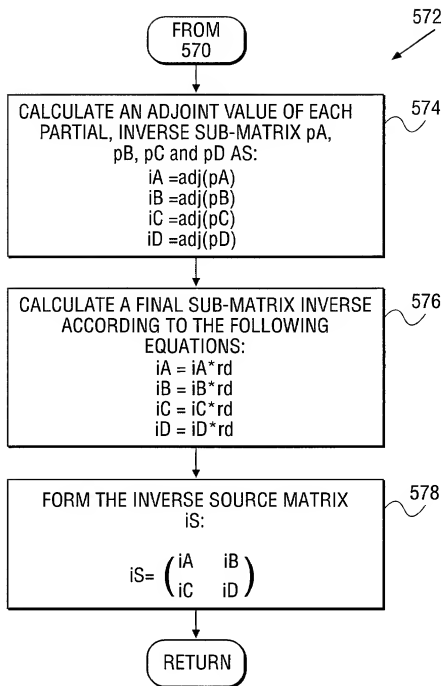 FROM
570
572
CALCULATE AN ADJOINT VALUE OF EACH
PARTIAL, INVERSE SUB-MATRIX pA,
pB, pC and pD AS:
iA =adj(pA)
iB =adj(pB)
iC =adj(pC)
iD =adj(pD)
574
CALCULATE A FINAL SUB-MATRIX INVERSE
ACCORDING TO THE FOLLOWING
EQUATIONS:
iA = iA*rd
iB = iB*rd
iC = iC*rd
iD = iD*rd
576
FORM THE INVERSE SOURCE MATRIX
iS:
iS= ( iA iB
iC iD )
578
RETURN